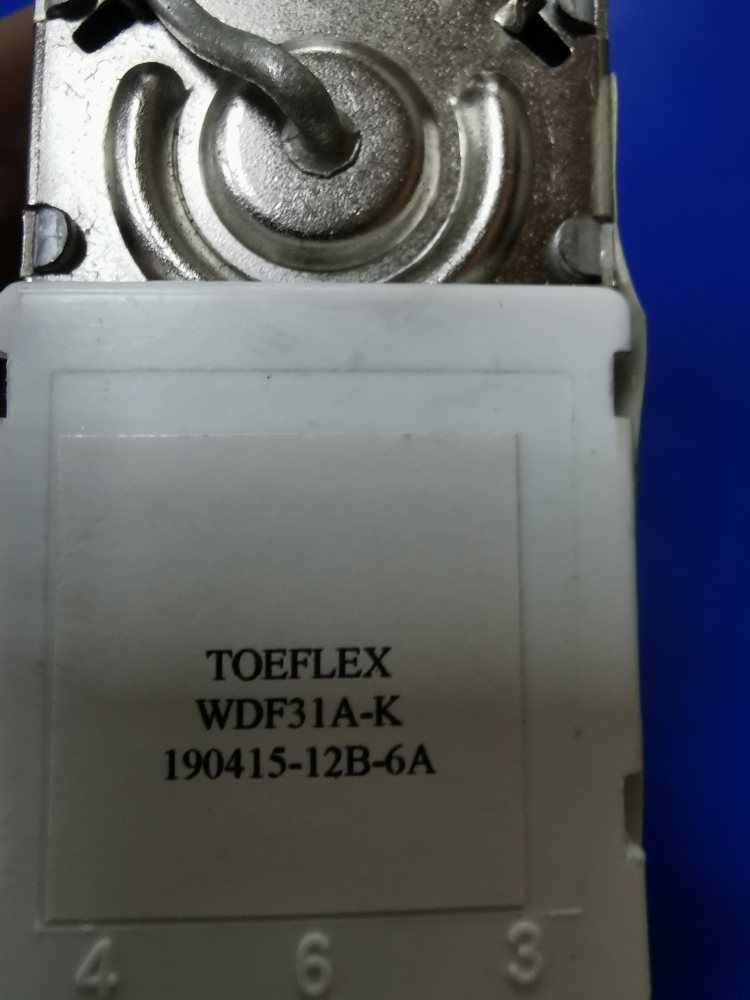 TOEFLEX
WDF31A-K
190415-12B-6A
4 6 3